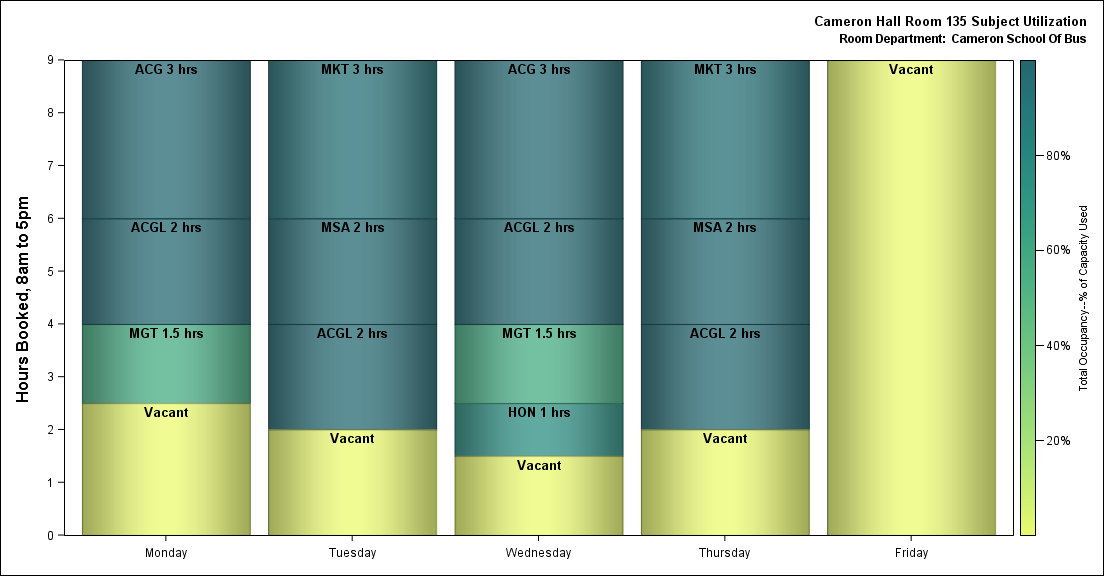 Cameron Hall Room 135 Subject Utilization
Room Department: Cameron School Of Bus
Hours Booked, 8am to 5pm
9
8
7
6
5
4
3
2
1
0
ACG 3 hrs
ACGL 2 hrs
MGT 1.5 hrs
Vacant
MKT 3 hrs
MSA 2 hrs
ACGL 2 hrs
Vacant
ACG 3 hrs
ACGL 2 hrs
MGT 1.5 hrs
HON 1 hrs
Vacant
MKT 3 hrs
MSA 2 hrs
ACGL 2 hrs
Vacant
Vacant
Monday
Tuesday
Wednesday
Thursday
Friday
80%
60%
40%
20%
Total Occupancy--% of Capacity Used